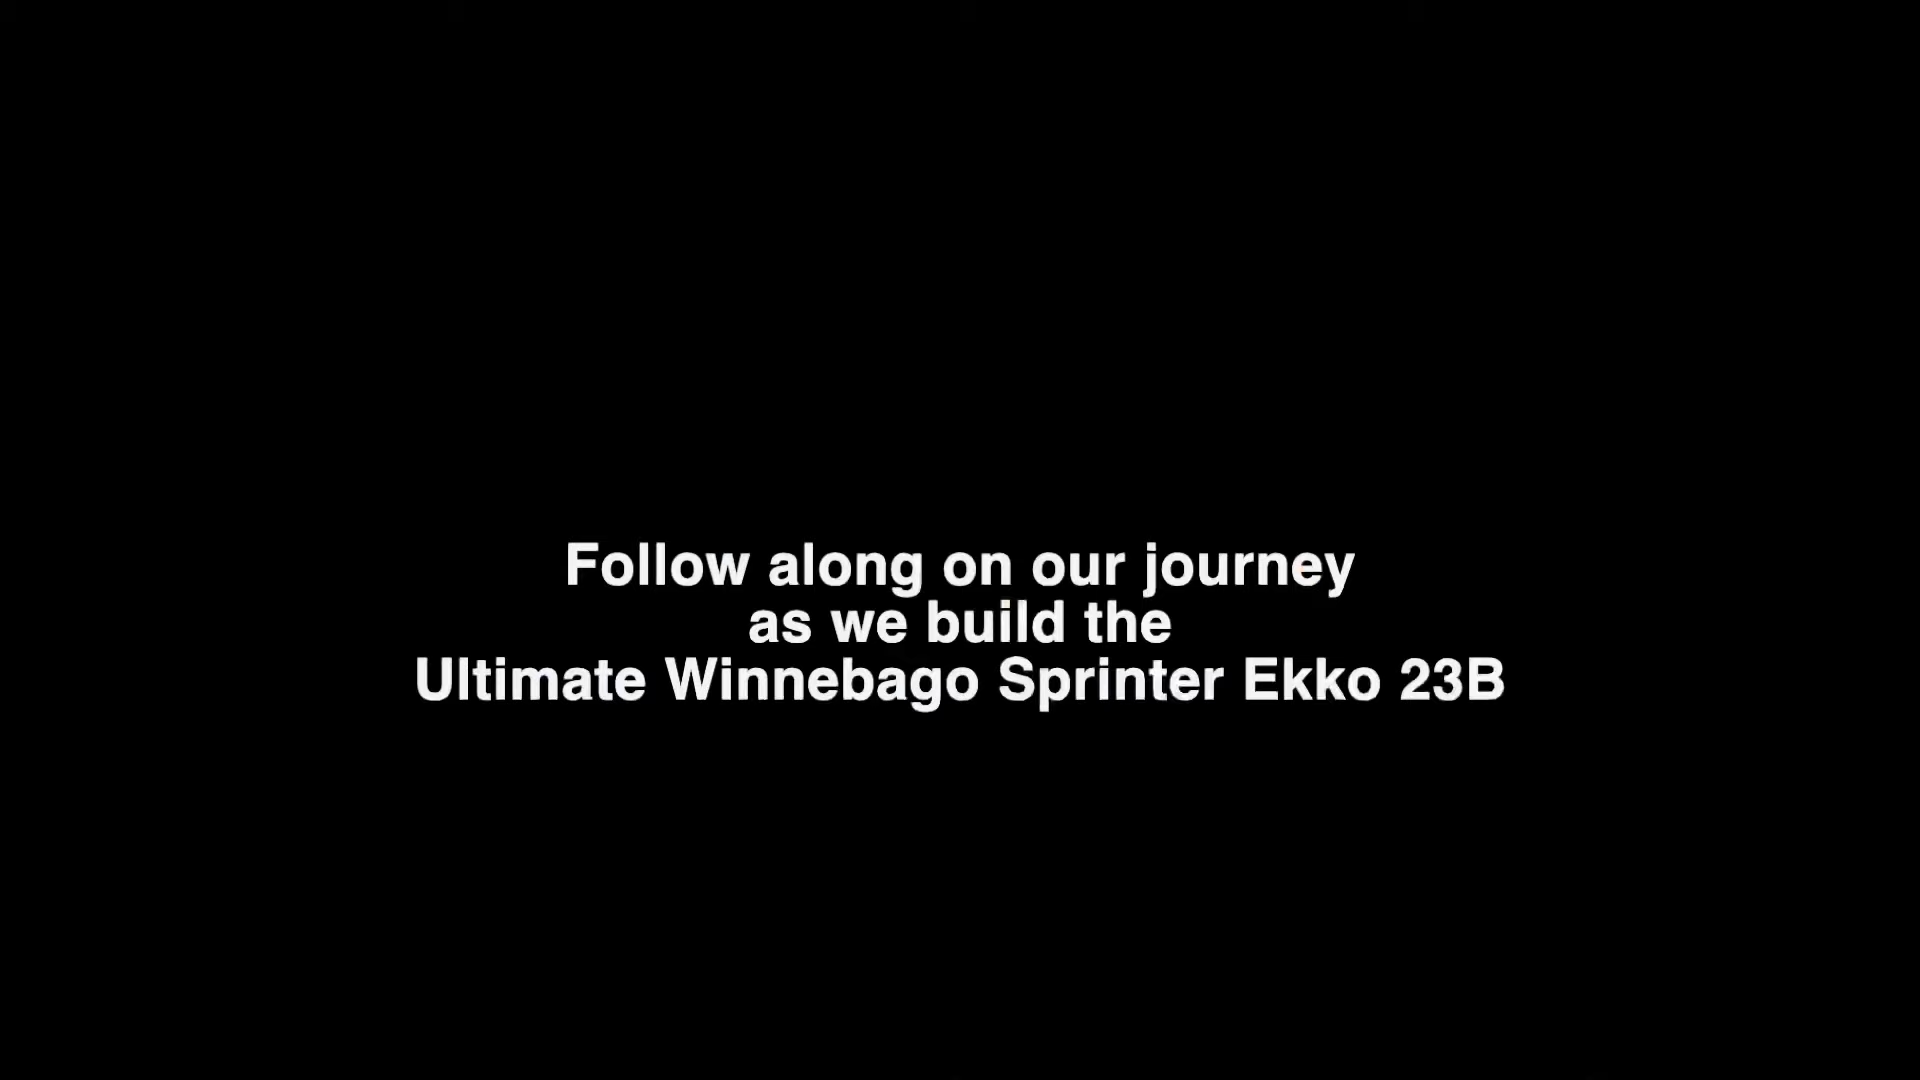 Follow along on our journey
as we build the
Ultimate Winnebago Sprinter Ekko 23B